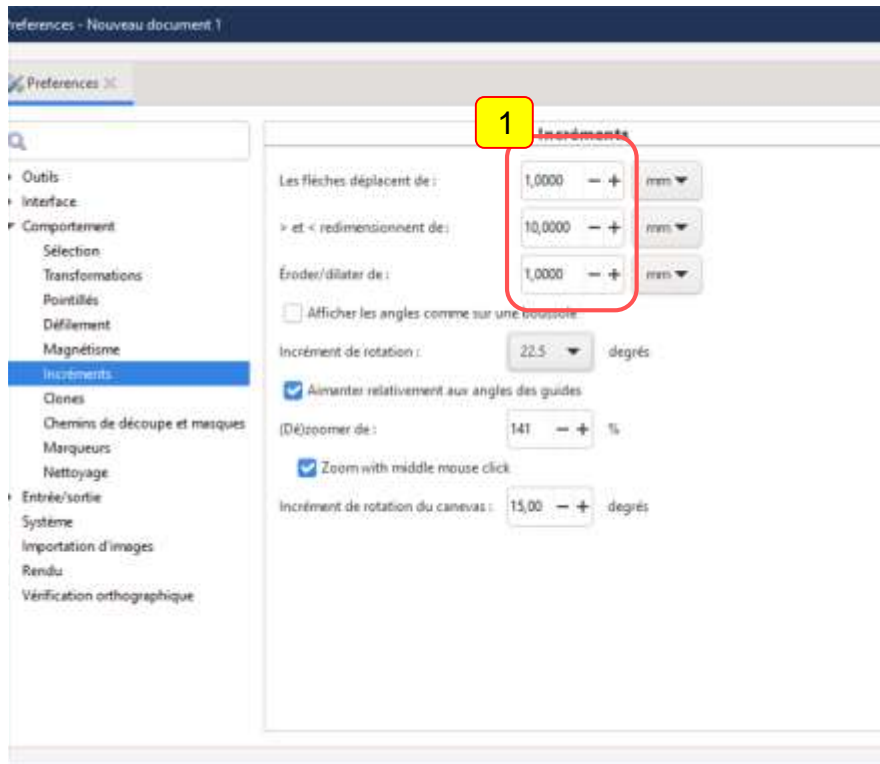 references - Nouveau document 1
Preferences
1
Incréments
Outils
Interface
Comportement
Sélection
Transformations
Pointillés
Défilement
Magnétisme
Incréments
Clones
Chemins de découpe et masques
Marqueurs
Nettoyage
Entrée/sortie
Système
Importation d'images
Rendu
Vérification orthographique
Les flèches déplacent de : 1,0000 − + mm
> et < redimensionnent de : 10,0000 − + mm
Éroder/dilater de : 1,0000 − + mm
Afficher les angles comme sur une boussole
Incrément de rotation : 22.5 degrés
Aimanter relativement aux angles des guides
(Dé)zoomer de : 141 − + %
Zoom with middle mouse click
Incrément de rotation du canevas : 15,00 − + degrés